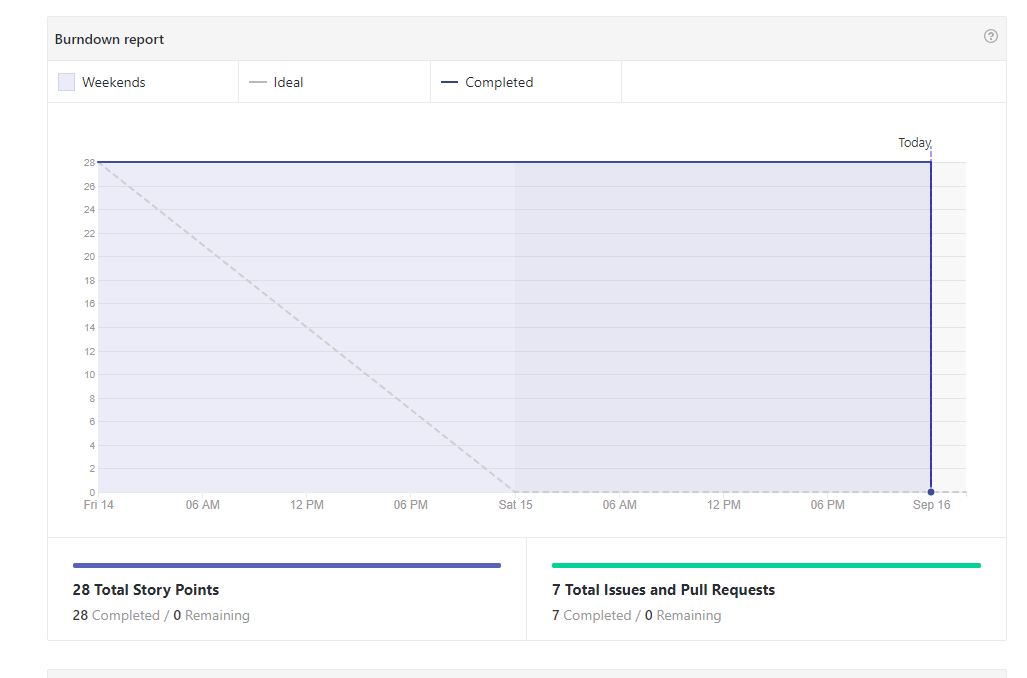 Burndown report
Weekends Ideal Completed
Today
28
26
24
22
20
18
16
14
12
10
8
6
4
2
0
Fri 14 06 AM 12 PM 06 PM Sat 15 06 AM 12 PM 06 PM Sep 16
28 Total Story Points
28 Completed / 0 Remaining
7 Total Issues and Pull Requests
7 Completed / 0 Remaining